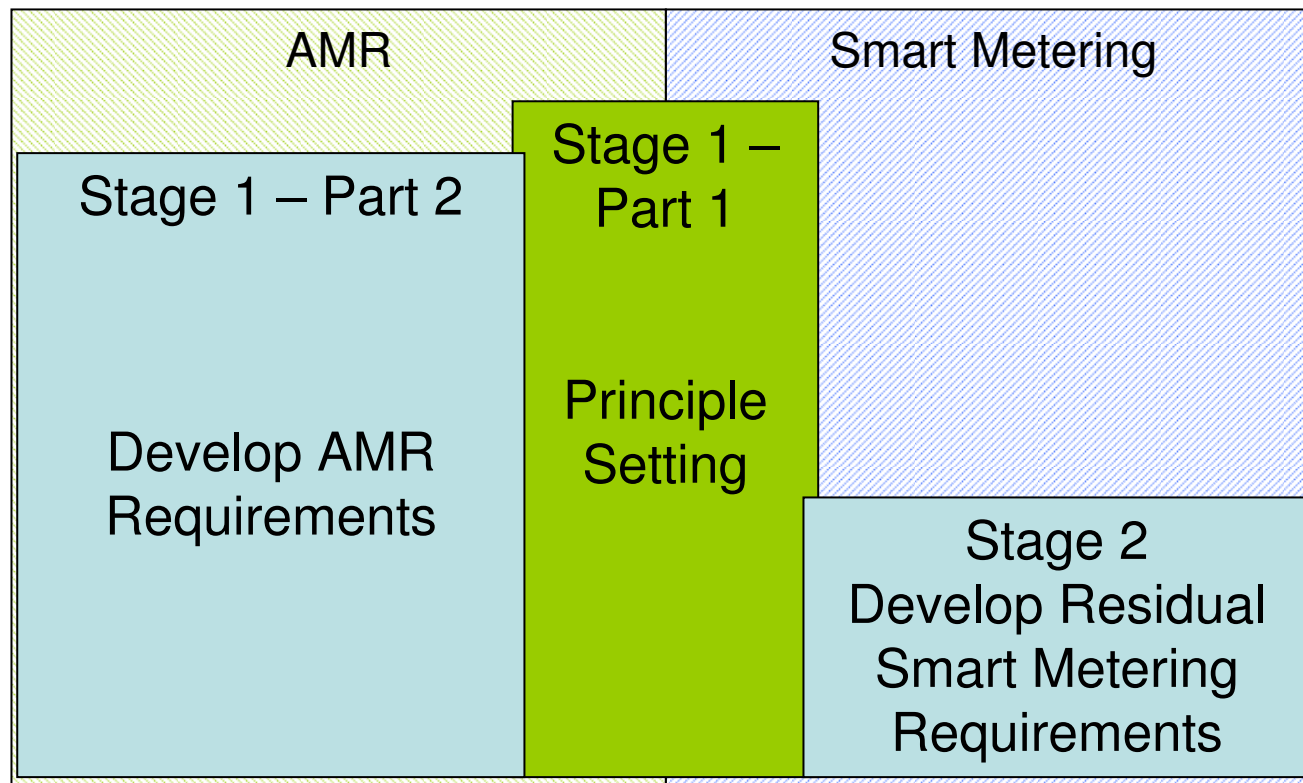 AMR
Smart Metering
Stage 1 –
Part 1
Principle
Setting
Stage 1 – Part 2
Develop AMR
Requirements
Stage 2
Develop Residual
Smart Metering
Requirements